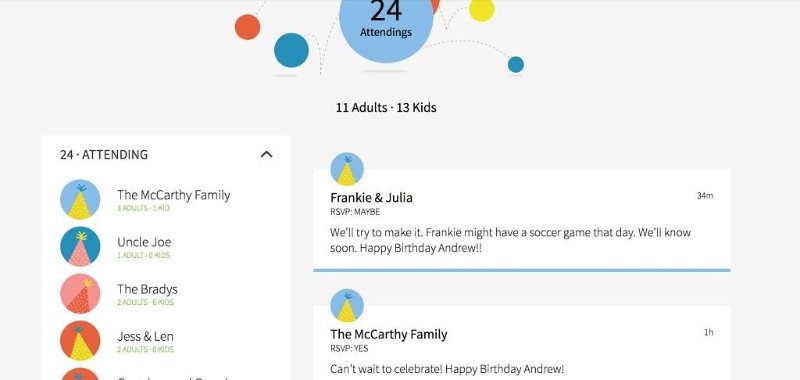 24
Attendings
11 Adults · 13 Kids
24 · ATTENDING
The McCarthy Family
3 ADULTS · 1 KID
Uncle Joe
1 ADULT · 0 KIDS
The Bradys
2 ADULTS · 6 KIDS
Jess & Len
2 ADULTS · 0 KIDS
Frankie & Julia
34m
RSVP: MAYBE
We’ll try to make it. Frankie might have a soccer game that day. We’ll know
soon. Happy Birthday Andrew!!
The McCarthy Family
1h
RSVP: YES
Can’t wait to celebrate! Happy Birthday Andrew!